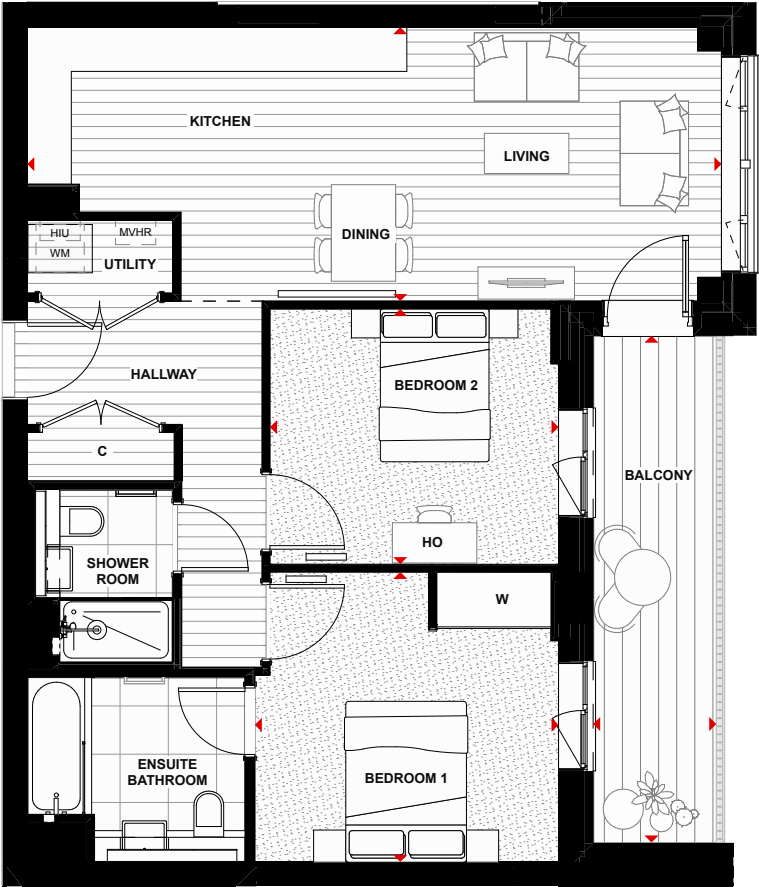 KITCHEN
LIVING
DINING
HIU
MVHR
WM
UTILITY
HALLWAY
BEDROOM 2
C
BALCONY
HO
SHOWER
ROOM
W
ENSUITE
BATHROOM
BEDROOM 1